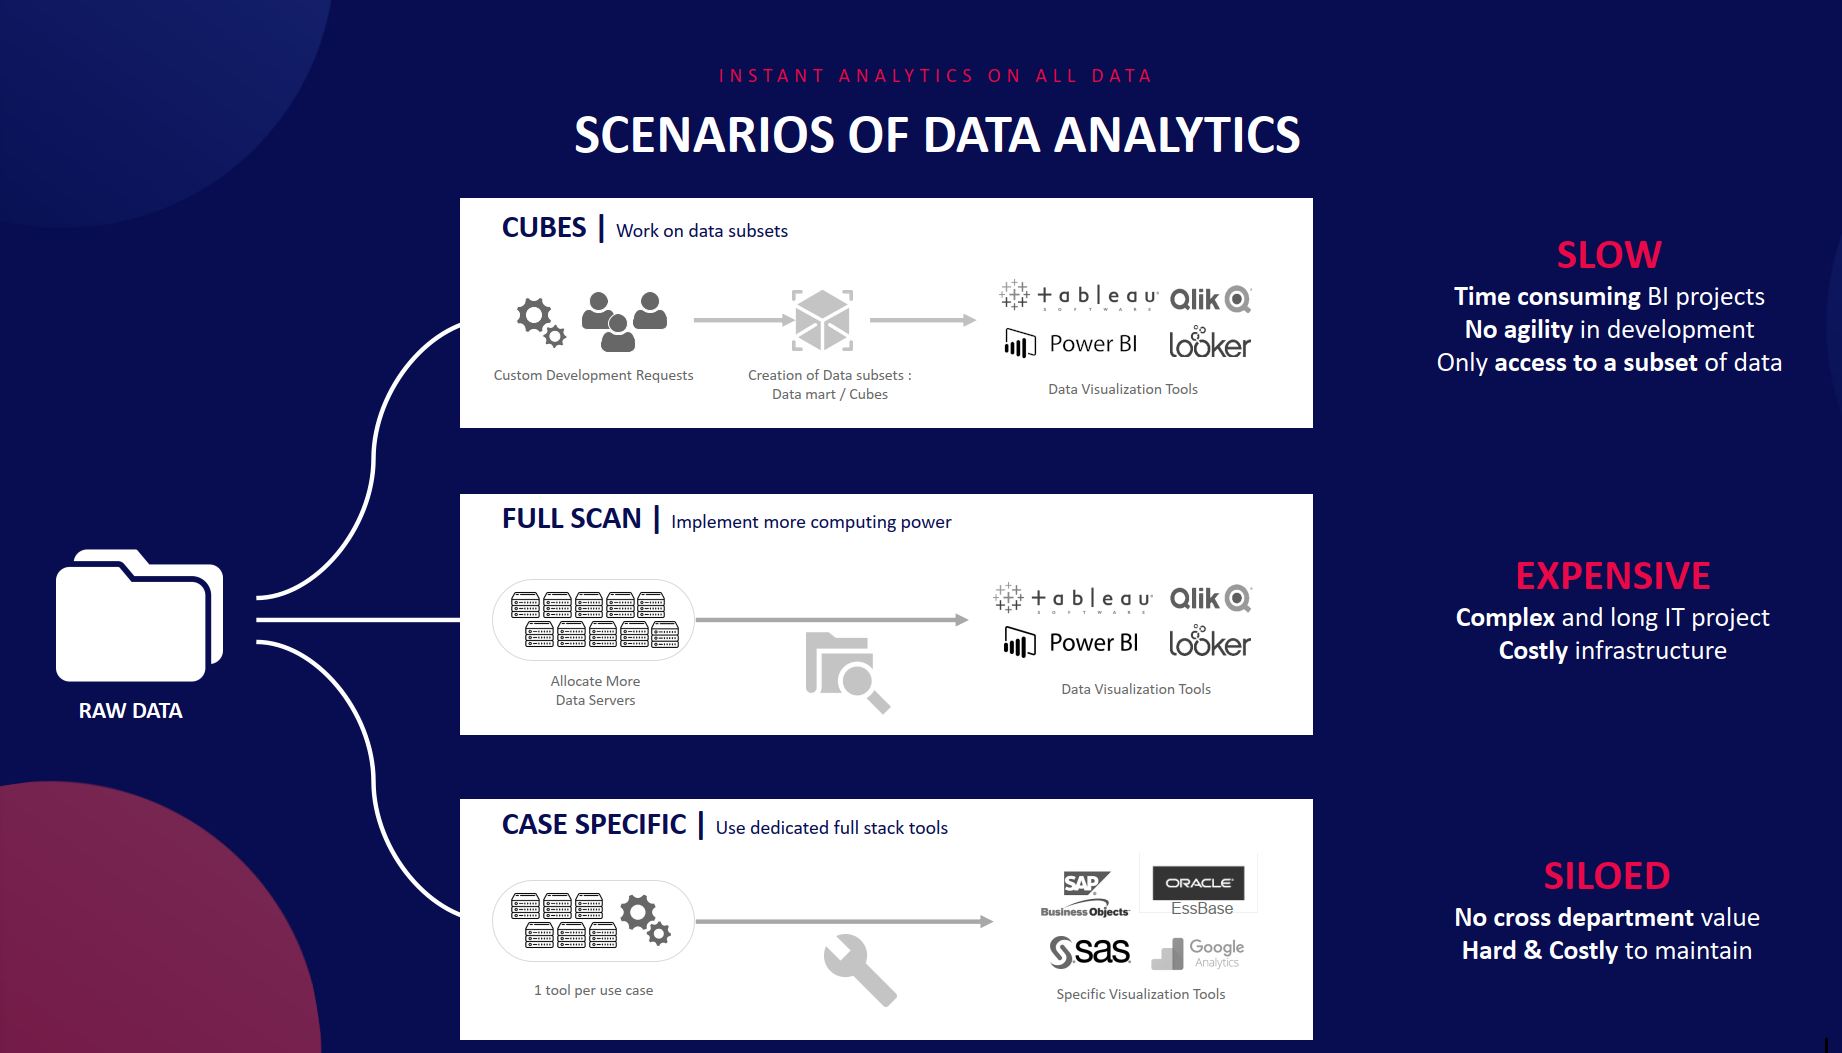 INSTANT ANALYTICS ON ALL DATA
SCENARIOS OF DATA ANALYTICS
CUBES | Work on data subsets
Custom Development Requests
Creation of Data subsets :
Data mart / Cubes
+ableau
SOFTWARE
Qlik
Power BI
looker
Data Visualization Tools
SLOW
Time consuming BI projects
No agility in development
Only access to a subset of data
RAW DATA
FULL SCAN | Implement more computing power
Allocate More
Data Servers
+ableau
SOFTWARE
Qlik
Power BI
looker
Data Visualization Tools
EXPENSIVE
Complex and long IT project
Costly infrastructure
CASE SPECIFIC | Use dedicated full stack tools
1 tool per use case
SAP
BusinessObjects
ORACLE
EssBase
sas
Google
Analytics
Specific Visualization Tools
SILOED
No cross department value
Hard & Costly to maintain